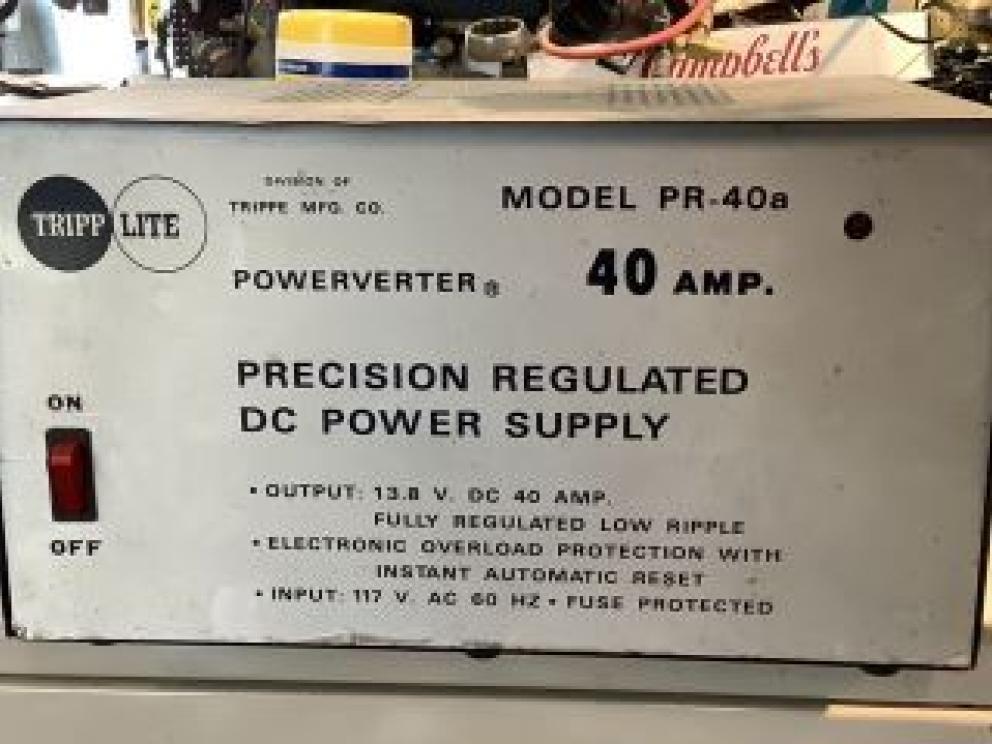 Campbell's
TRIPP LITE
DIVISION OF
TRIPPE MFG. CO.
MODEL PR-40a
POWERVERTER ®
40 AMP.
PRECISION REGULATED
DC POWER SUPPLY
ON
OFF
• OUTPUT: 13.8 V. DC 40 AMP.
FULLY REGULATED LOW RIPPLE
• ELECTRONIC OVERLOAD PROTECTION WITH
INSTANT AUTOMATIC RESET
• INPUT: 117 V. AC 60 HZ • FUSE PROTECTED